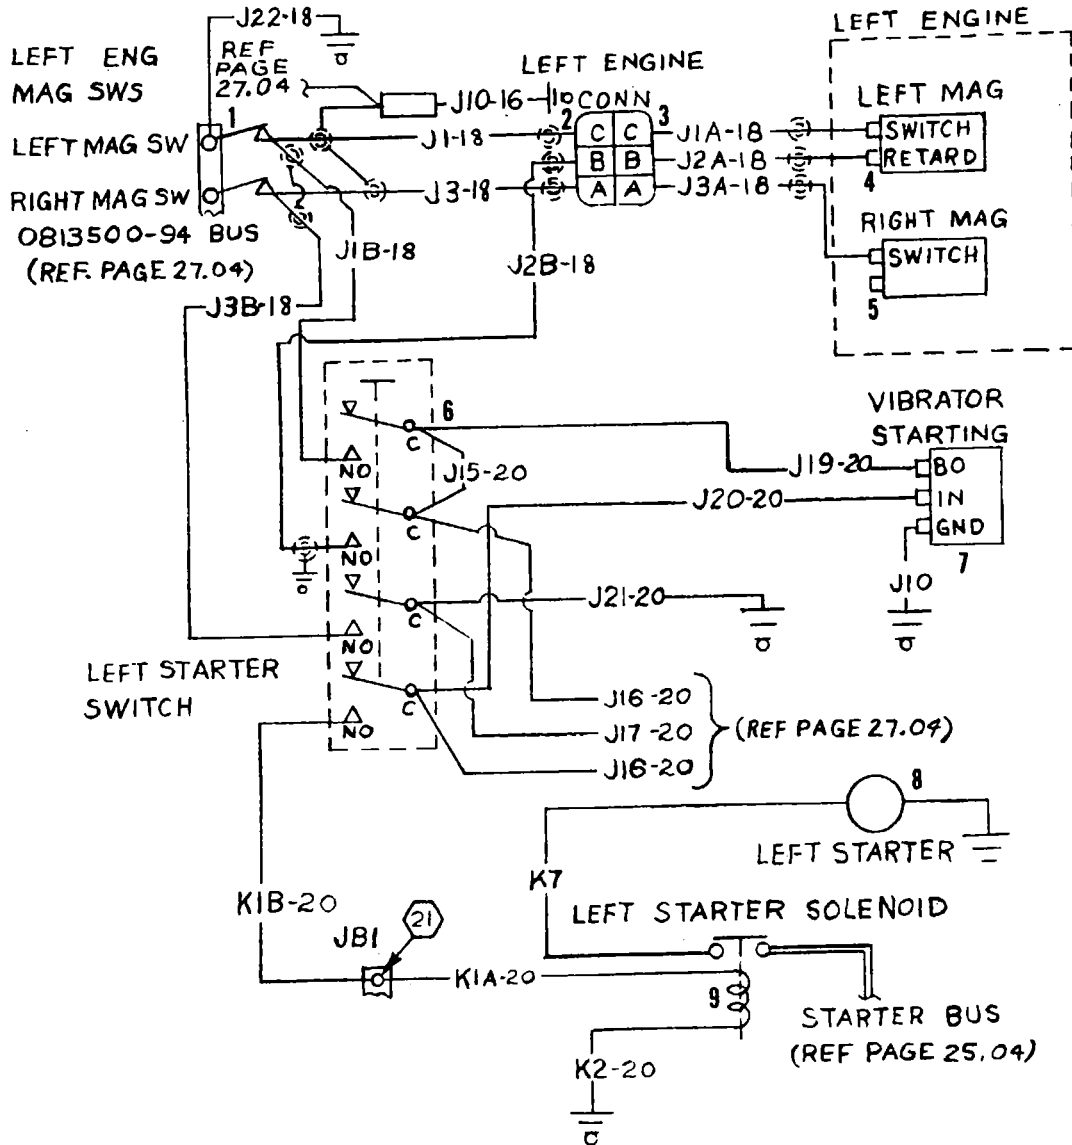 J22-18
LEFT ENGINE
LEFT ENG
MAG SWS
REF
PAGE
27.04
LEFT ENGINE
CONN
J10-16
10
LEFT MAG
1
2
3
LEFT MAG SW
J1-18
C C
J1A-18
SWITCH
B B
J2A-18
RETARD
4
RIGHT MAG SW
J3-18
A A
J3A-18
0813500-94 BUS
(REF. PAGE 27.04)
J1B-18
J2B-18
RIGHT MAG
SWITCH
5
J3B-18
6
C
NO
J15-20
VIBRATOR
STARTING
J19-20
BO
J20-20
IN
GND
7
C
NO
J10
J21-20
C
NO
LEFT STARTER
SWITCH
C
NO
J16-20
J17-20
J16-20
(REF PAGE 27.04)
8
LEFT STARTER
K7
K1B-20
LEFT STARTER SOLENOID
JB1
21
K1A-20
9
STARTER BUS
(REF PAGE 25.04)
K2-20